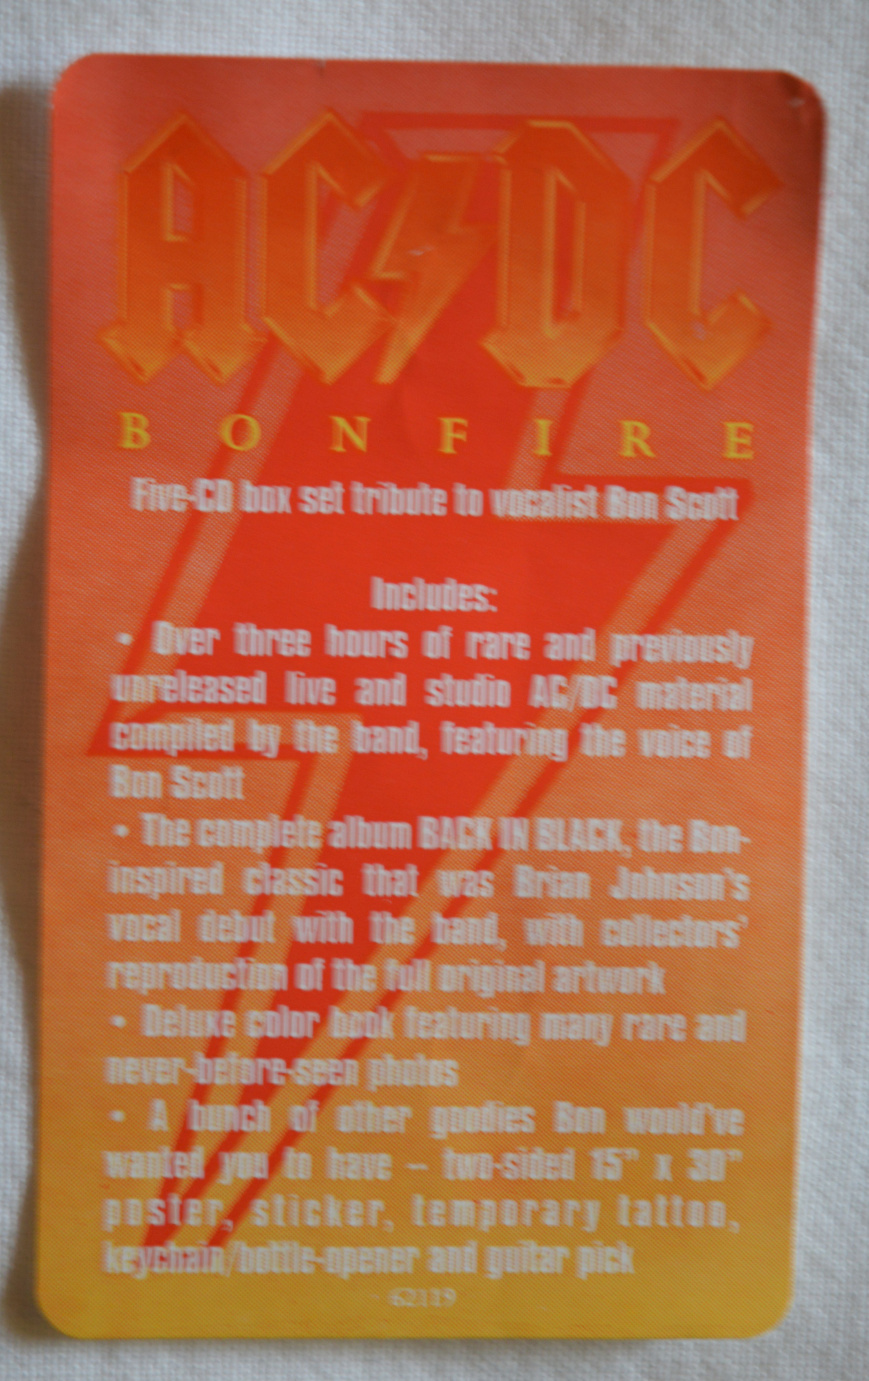 AC⚡DC
BONFIRE
Five-CD box set tribute to vocalist Bon Scott
Includes:
• Over three hours of rare and previously
unreleased live and studio AC/DC material
compiled by the band, featuring the voice of
Bon Scott
• The complete album BACK IN BLACK, the Bon-
inspired classic that was Brian Johnson's
vocal debut with the band, with collectors'
reproduction of the full original artwork
• Deluxe color book featuring many rare and
never-before-seen photos
• A bunch of other goodies Bon would've
wanted you to have – two-sided 15" x 30"
poster, sticker, temporary tattoo,
keychain/bottle-opener and guitar pick
62119